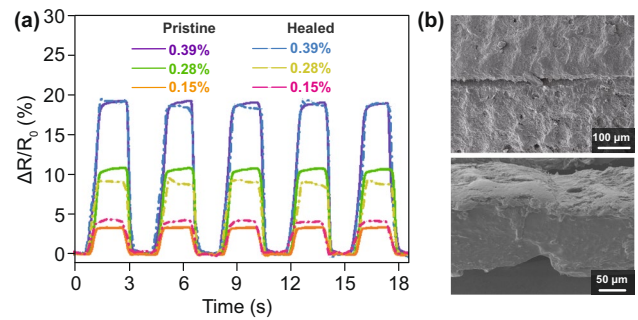 (a)
Pristine Healed
0.39% 0.39%
0.28% 0.28%
0.15% 0.15%
ΔR/R0 (%)
30
25
20
15
10
5
0
0 3 6 9 12 15 18
Time (s)
(b)
100 μm
50 μm